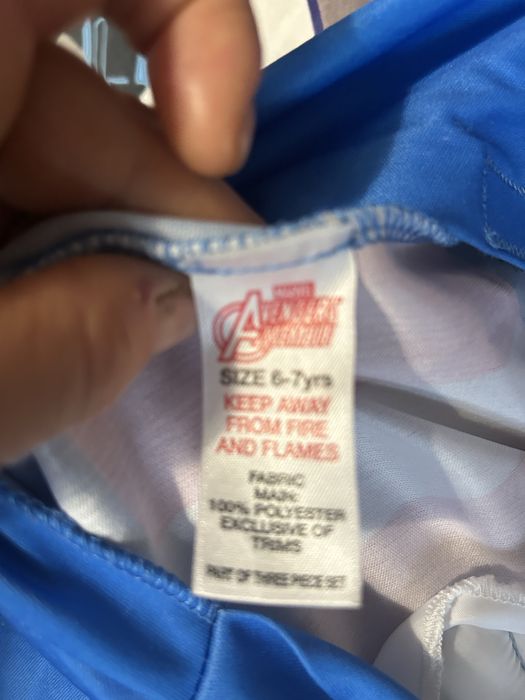 MARVEL
AVENGERS
SIZE 6-7yrs
KEEP AWAY
FROM FIRE
AND FLAMES
FABRIC
MAIN:
100% POLYESTER
EXCLUSIVE OF
TRIMS
PART OF THREE PIECE SET